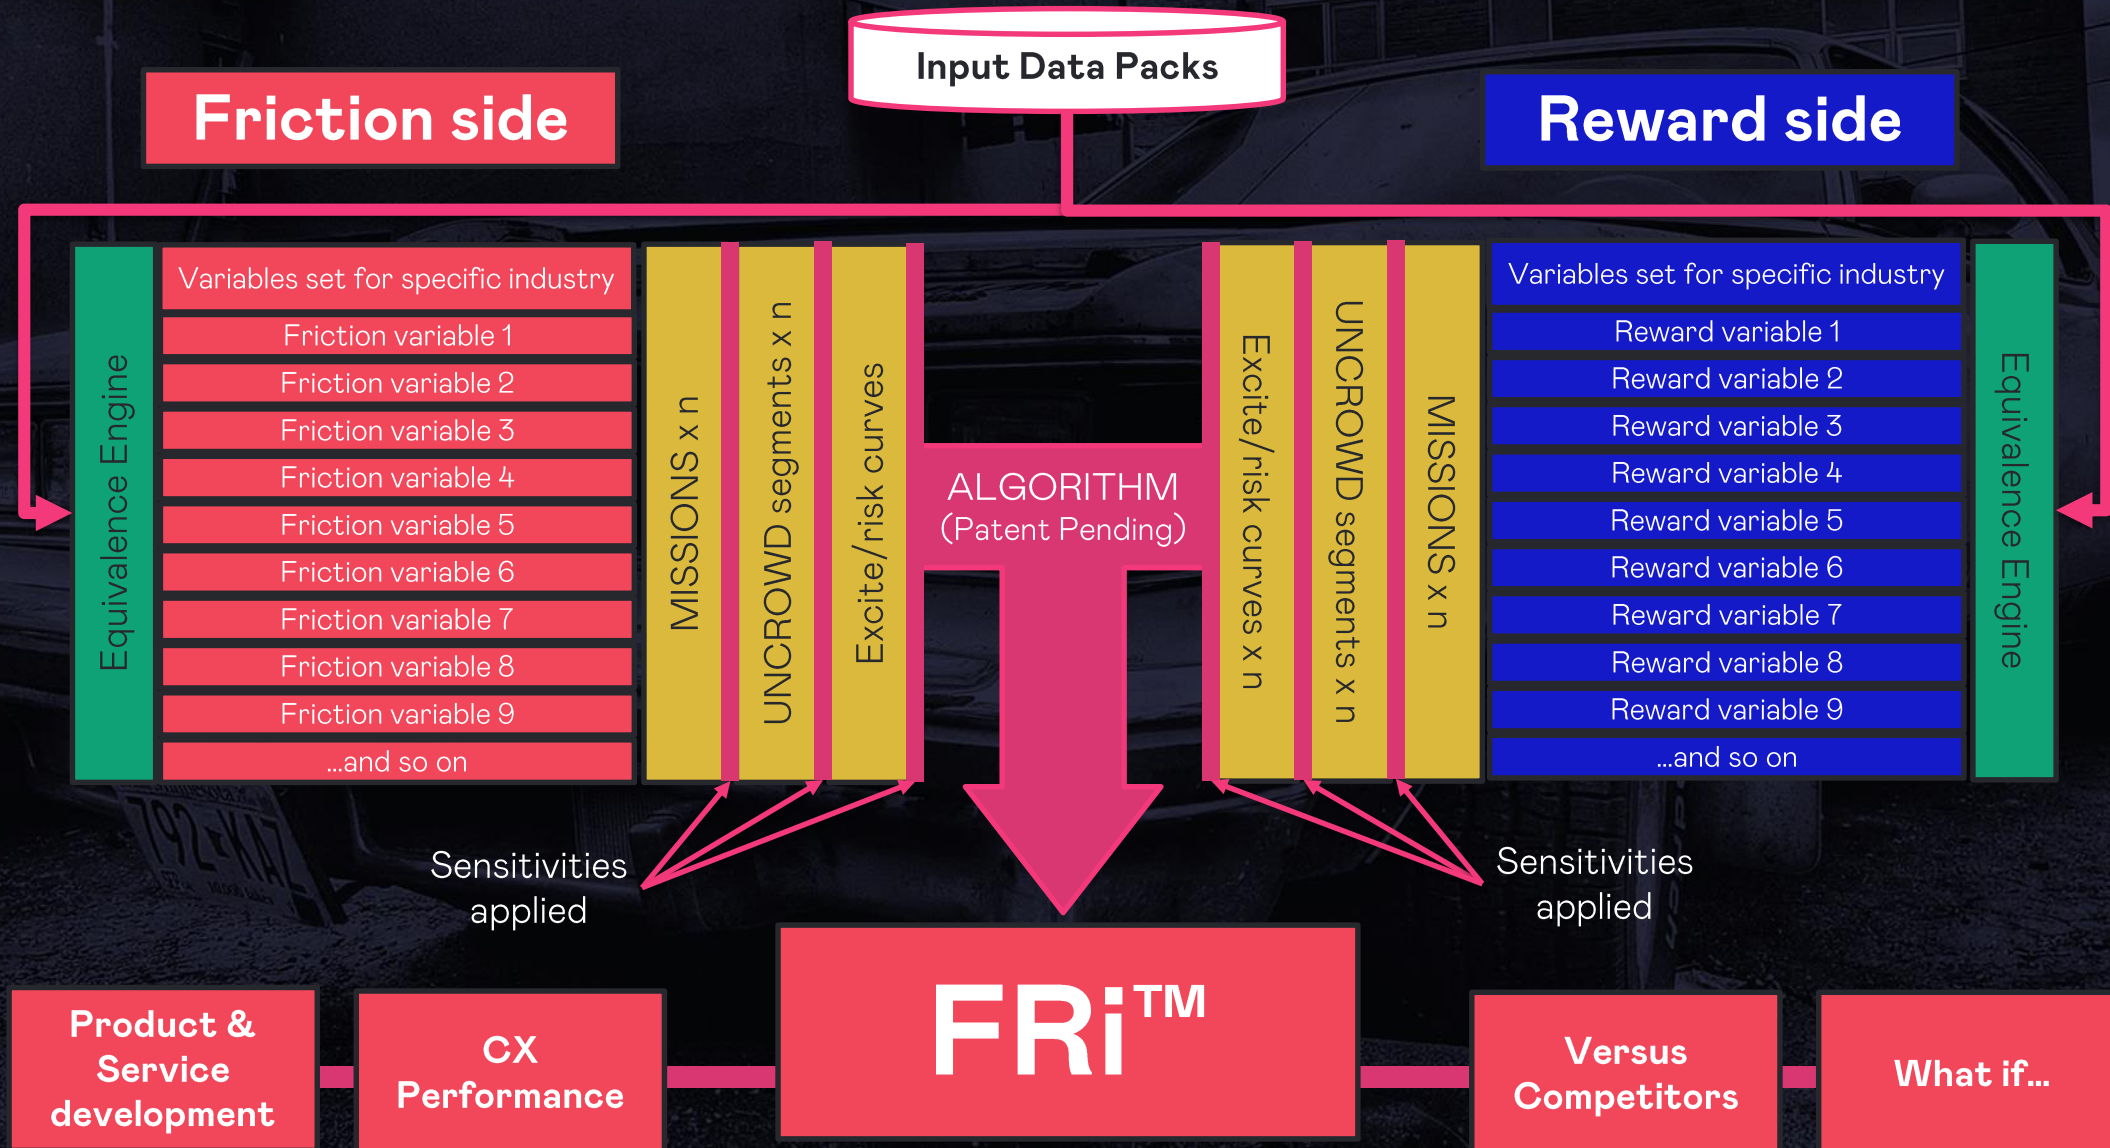 Input Data Packs
Friction side
Reward side
Equivalence Engine
Variables set for specific industry
Friction variable 1
Friction variable 2
Friction variable 3
Friction variable 4
Friction variable 5
Friction variable 6
Friction variable 7
Friction variable 8
Friction variable 9
...and so on
MISSIONS x n
UNCROWD segments x n
Excite/risk curves
ALGORITHM
(Patent Pending)
Excite/risk curves x n
UNCROWD segments x n
MISSIONS x n
Variables set for specific industry
Reward variable 1
Reward variable 2
Reward variable 3
Reward variable 4
Reward variable 5
Reward variable 6
Reward variable 7
Reward variable 8
Reward variable 9
...and so on
Equivalence Engine
792-KAZ
Sensitivities
applied
Sensitivities
applied
FRi™
Product &
Service
development
CX
Performance
Versus
Competitors
What if...